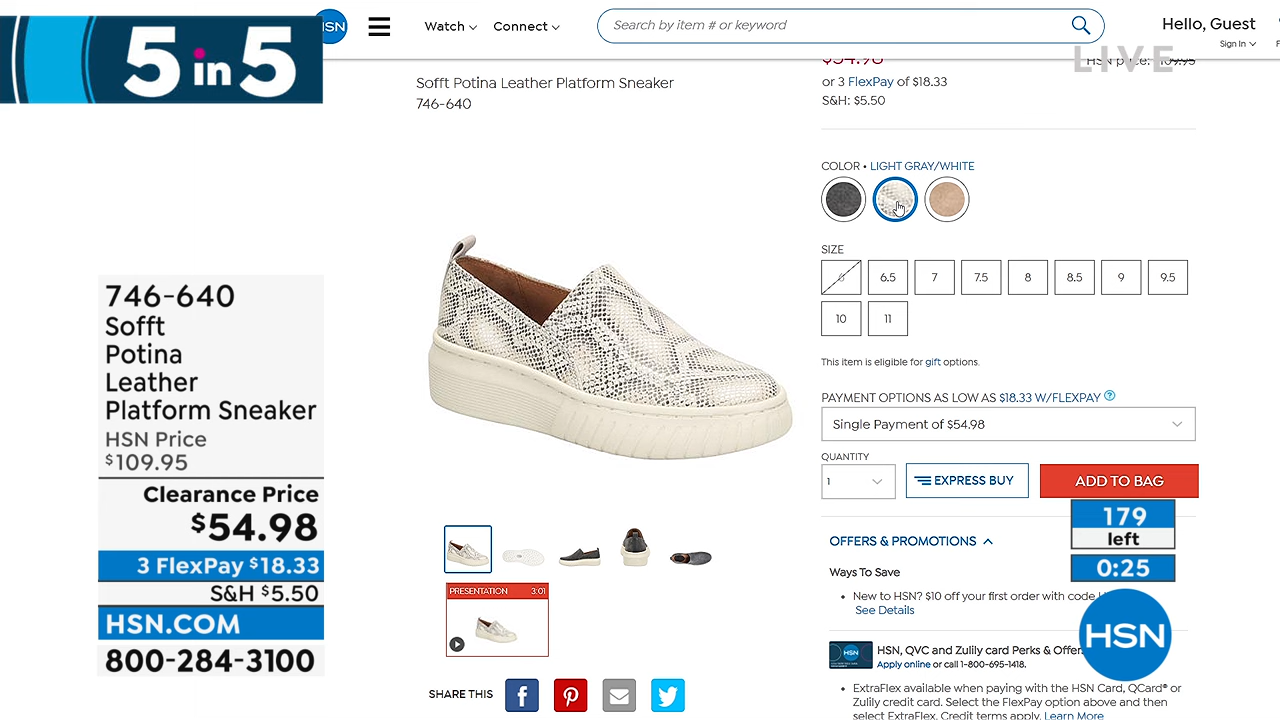 5 in 5
HSN
Watch
Connect
Search by item # or keyword
Hello, Guest
Sign In
LIVE
Sofft Potina Leather Platform Sneaker
746-640
$54.98
HSN price: $109.95
or 3 FlexPay of $18.33
S&H: $5.50
COLOR • LIGHT GRAY/WHITE
SIZE
6 6.5 7 7.5 8 8.5 9 9.5
10 11
This item is eligible for gift options.
PAYMENT OPTIONS AS LOW AS $18.33 W/FLEXPAY ?
Single Payment of $54.98
QUANTITY
1
EXPRESS BUY
ADD TO BAG
179
left
0:25
OFFERS & PROMOTIONS
Ways To Save
• New to HSN? $10 off your first order with code
See Details
HSN
HSN, QVC and Zulily card Perks & Offer
Apply online or call 1-800-695-1418.
• ExtraFlex available when paying with the HSN Card, QCard® or
Zulily credit card. Select the FlexPay option above and then
select ExtraFlex. Credit terms apply. Learn More
746-640
Sofft
Potina
Leather
Platform Sneaker
HSN Price
$109.95
Clearance Price
$54.98
3 FlexPay $18.33
S&H $5.50
HSN.COM
800-284-3100
PRESENTATION 3:01
SHARE THIS